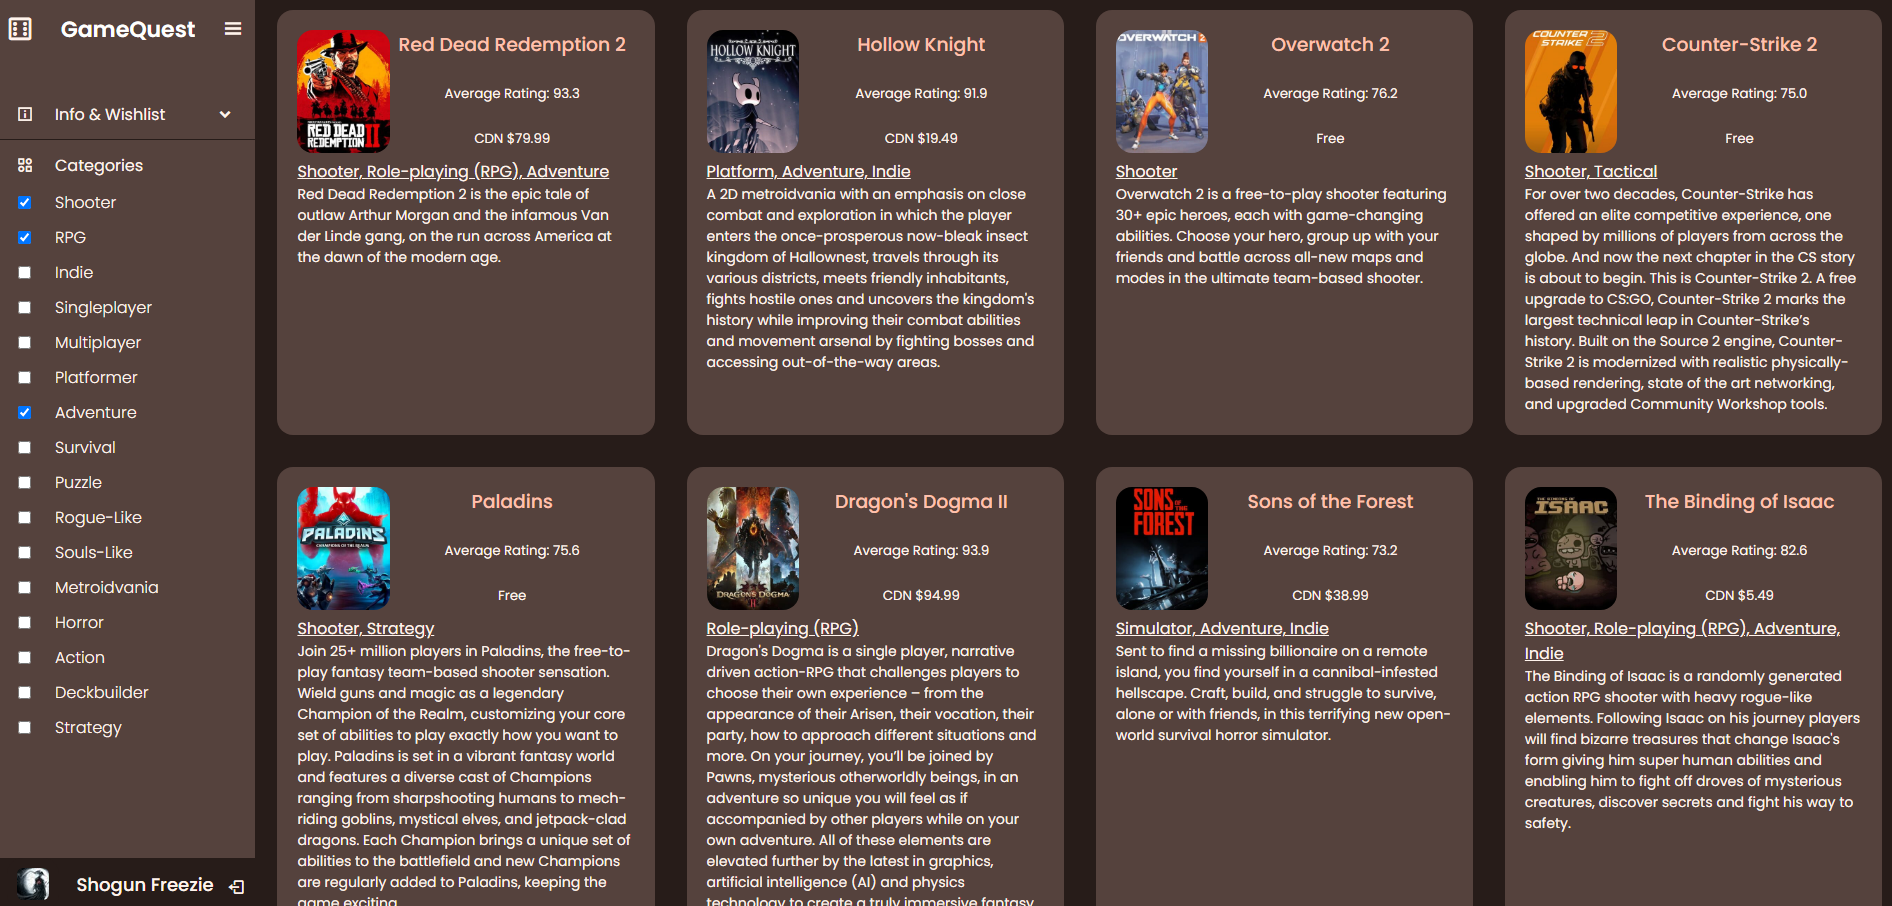 GameQuest
Info & Wishlist
Categories
Shooter
RPG
Indie
Singleplayer
Multiplayer
Platformer
Adventure
Survival
Puzzle
Rogue-Like
Souls-Like
Metroidvania
Horror
Action
Deckbuilder
Strategy
Shogun Freezie
RED DEAD
REDEMPTION II
Red Dead Redemption 2
Average Rating: 93.3
CDN $79.99
Shooter, Role-playing (RPG), Adventure
Red Dead Redemption 2 is the epic tale of
outlaw Arthur Morgan and the infamous Van
der Linde gang, on the run across America at
the dawn of the modern age.
HOLLOW KNIGHT
Hollow Knight
Average Rating: 91.9
CDN $19.49
Platform, Adventure, Indie
A 2D metroidvania with an emphasis on close
combat and exploration in which the player
enters the once-prosperous now-bleak insect
kingdom of Hallownest, travels through its
various districts, meets friendly inhabitants,
fights hostile ones and uncovers the kingdom's
history while improving their combat abilities
and movement arsenal by fighting bosses and
accessing out-of-the-way areas.
OVERWATCH 2
Overwatch 2
Average Rating: 76.2
Free
Shooter
Overwatch 2 is a free-to-play shooter featuring
30+ epic heroes, each with game-changing
abilities. Choose your hero, group up with your
friends and battle across all-new maps and
modes in the ultimate team-based shooter.
COUNTER
STRIKE 2
Counter-Strike 2
Average Rating: 75.0
Free
Shooter, Tactical
For over two decades, Counter-Strike has
offered an elite competitive experience, one
shaped by millions of players from across the
globe. And now the next chapter in the CS story
is about to begin. This is Counter-Strike 2. A free
upgrade to CS:GO, Counter-Strike 2 marks the
largest technical leap in Counter-Strike’s
history. Built on the Source 2 engine, Counter-
Strike 2 is modernized with realistic physically-
based rendering, state of the art networking,
and upgraded Community Workshop tools.
PALADINS
CHAMPIONS OF THE REALM
Paladins
Average Rating: 75.6
Free
Shooter, Strategy
Join 25+ million players in Paladins, the free-to-
play fantasy team-based shooter sensation.
Wield guns and magic as a legendary
Champion of the Realm, customizing your core
set of abilities to play exactly how you want to
play. Paladins is set in a vibrant fantasy world
and features a diverse cast of Champions
ranging from sharpshooting humans to mech-
riding goblins, mystical elves, and jetpack-clad
dragons. Each Champion brings a unique set of
abilities to the battlefield and new Champions
are regularly added to Paladins, keeping the
game exciting.
DRAGON'S DOGMA II
Dragon's Dogma II
Average Rating: 93.9
CDN $94.99
Role-playing (RPG)
Dragon's Dogma is a single player, narrative
driven action-RPG that challenges players to
choose their own experience – from the
appearance of their Arisen, their vocation, their
party, how to approach different situations and
more. On your journey, you’ll be joined by
Pawns, mysterious otherworldly beings, in an
adventure so unique you will feel as if
accompanied by other players while on your
own adventure. All of these elements are
elevated further by the latest in graphics,
artificial intelligence (AI) and physics
technology to create a truly immersive fantasy
SONS
OF THE
FOREST
Sons of the Forest
Average Rating: 73.2
CDN $38.99
Simulator, Adventure, Indie
Sent to find a missing billionaire on a remote
island, you find yourself in a cannibal-infested
hellscape. Craft, build, and struggle to survive,
alone or with friends, in this terrifying new open-
world survival horror simulator.
THE BINDING OF
ISAAC
The Binding of Isaac
Average Rating: 82.6
CDN $5.49
Shooter, Role-playing (RPG), Adventure,
Indie
The Binding of Isaac is a randomly generated
action RPG shooter with heavy rogue-like
elements. Following Isaac on his journey players
will find bizarre treasures that change Isaac's
form giving him super human abilities and
enabling him to fight off droves of mysterious
creatures, discover secrets and fight his way to
safety.